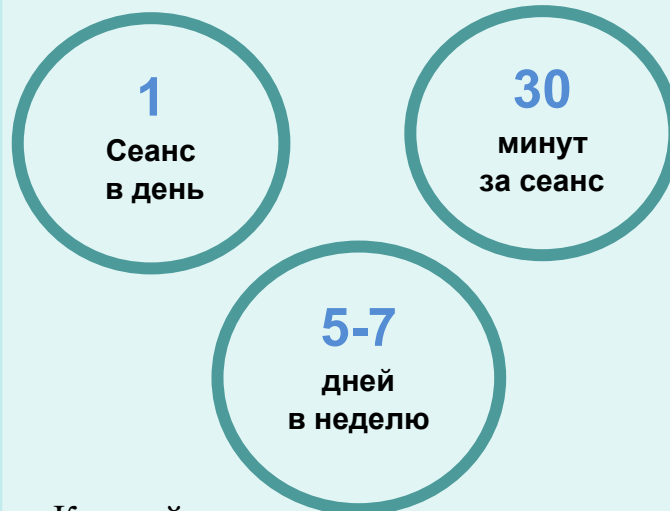 1
Сеанс
в день
30
минут
за сеанс
5-7
дней
в неделю